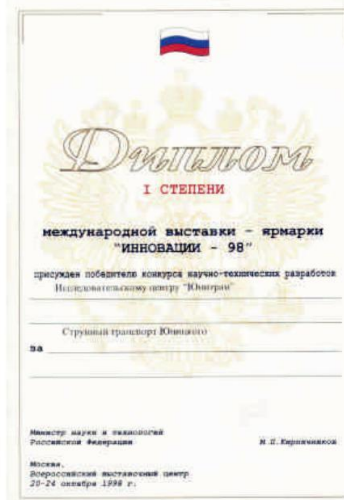 Диплом
I СТЕПЕНИ
международной выставки - ярмарки
"ИННОВАЦИИ - 98"
присужден победителю конкурса научно-технических разработок
Исследовательскому центру "Юнитран"
Струнный транспорт Юницкого
за
Министр науки и технологий
Российской Федерации М.П.Кирпичников
Москва,
Всероссийский выставочный центр
20-24 октября 1998 г.